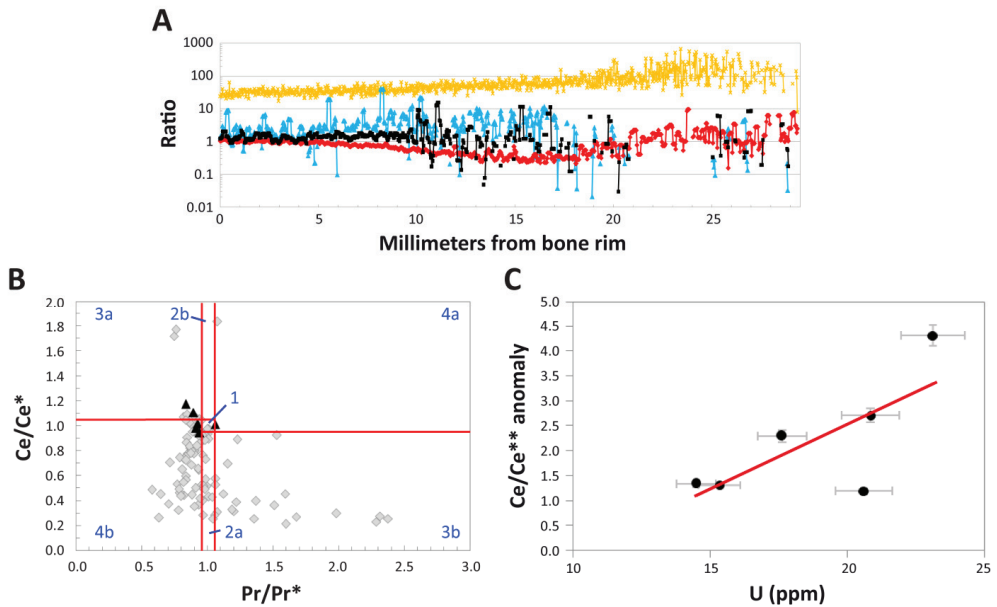 A
1000
100
10
1
0.1
0.01
Ratio
0 5 10 15 20 25
Millimeters from bone rim
B
2.0
1.8
1.6
1.4
1.2
1.0
0.8
0.6
0.4
0.2
0.0
Ce/Ce*
3a 2b 4a
1
4b 2a 3b
0.0 0.5 1.0 1.5 2.0 2.5 3.0
Pr/Pr*
C
5.0
4.5
4.0
3.5
3.0
2.5
2.0
1.5
1.0
0.5
0.0
Ce/Ce** anomaly
10 15 20 25
U (ppm)